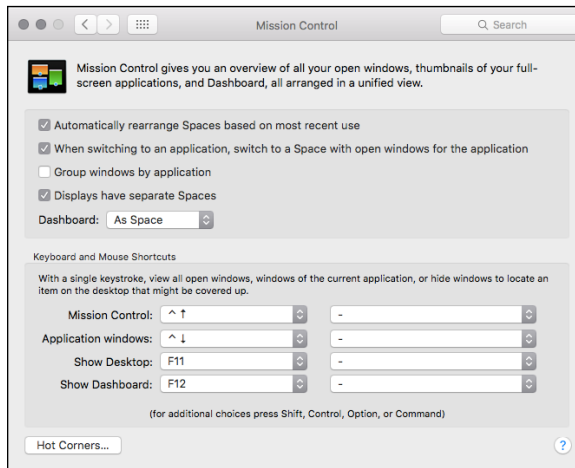 Mission Control
Search
Mission Control gives you an overview of all your open windows, thumbnails of your full-
screen applications, and Dashboard, all arranged in a unified view.
Automatically rearrange Spaces based on most recent use
When switching to an application, switch to a Space with open windows for the application
Group windows by application
Displays have separate Spaces
Dashboard: As Space
Keyboard and Mouse Shortcuts
With a single keystroke, view all open windows, windows of the current application, or hide windows to locate an
item on the desktop that might be covered up.
Mission Control: ^ ↑ -
Application windows: ^ ↓ -
Show Desktop: F11 -
Show Dashboard: F12 -
(for additional choices press Shift, Control, Option, or Command)
Hot Corners... ?